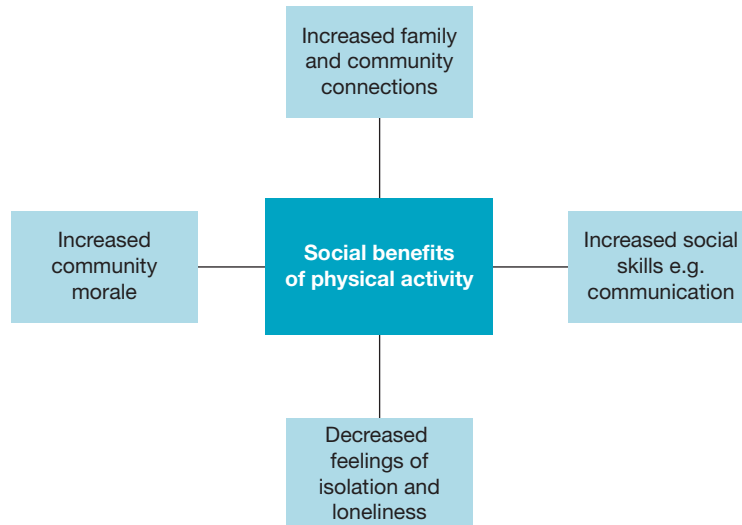 Increased family
and community
connections
Increased
community
morale
Social benefits
of physical activity
Increased social
skills e.g.
communication
Decreased
feelings of
isolation and
loneliness